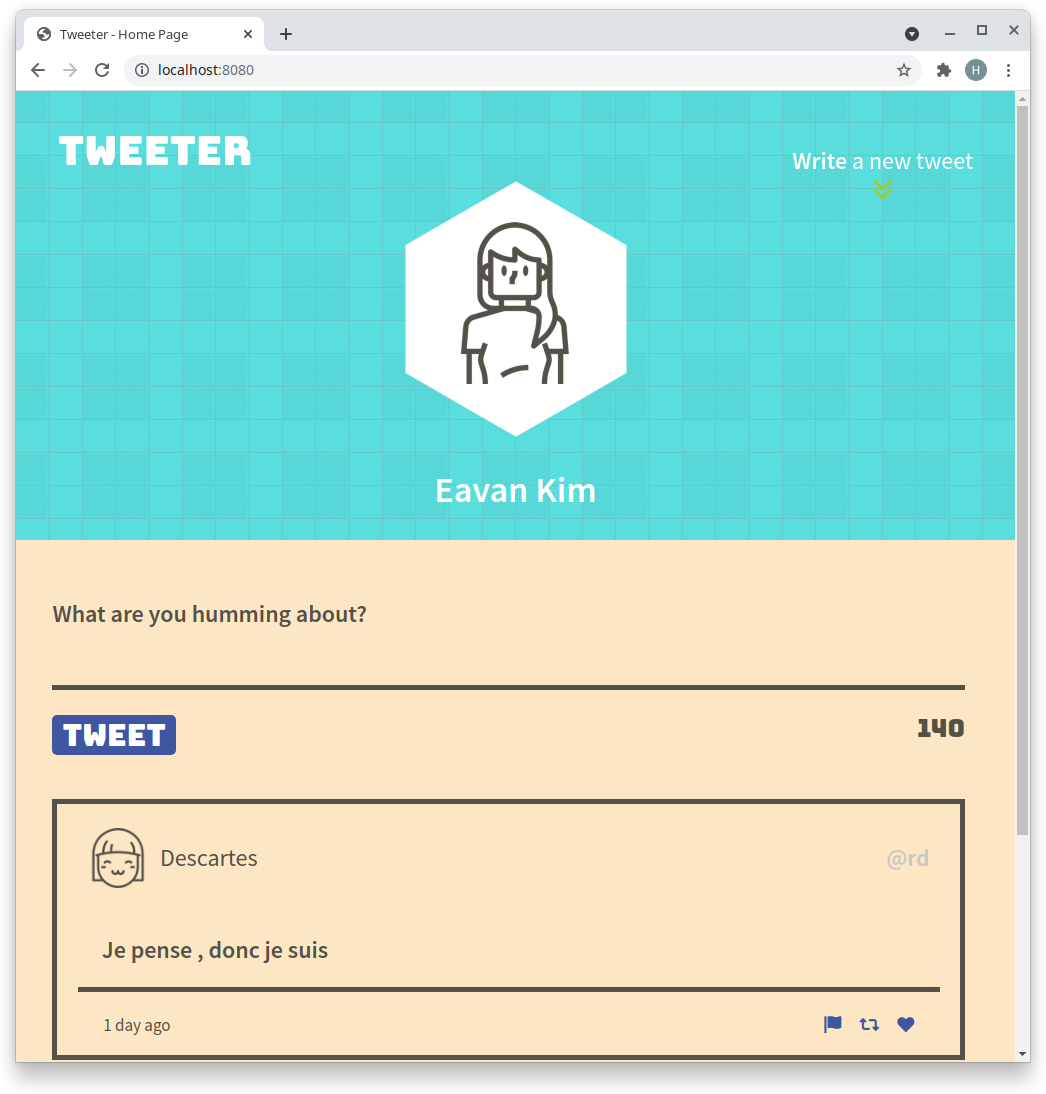 Tweeter - Home Page
localhost:8080
H
TWEETER
Write a new tweet
Eavan Kim
What are you humming about?
TWEET
140
Descartes
@rd
Je pense , donc je suis
1 day ago